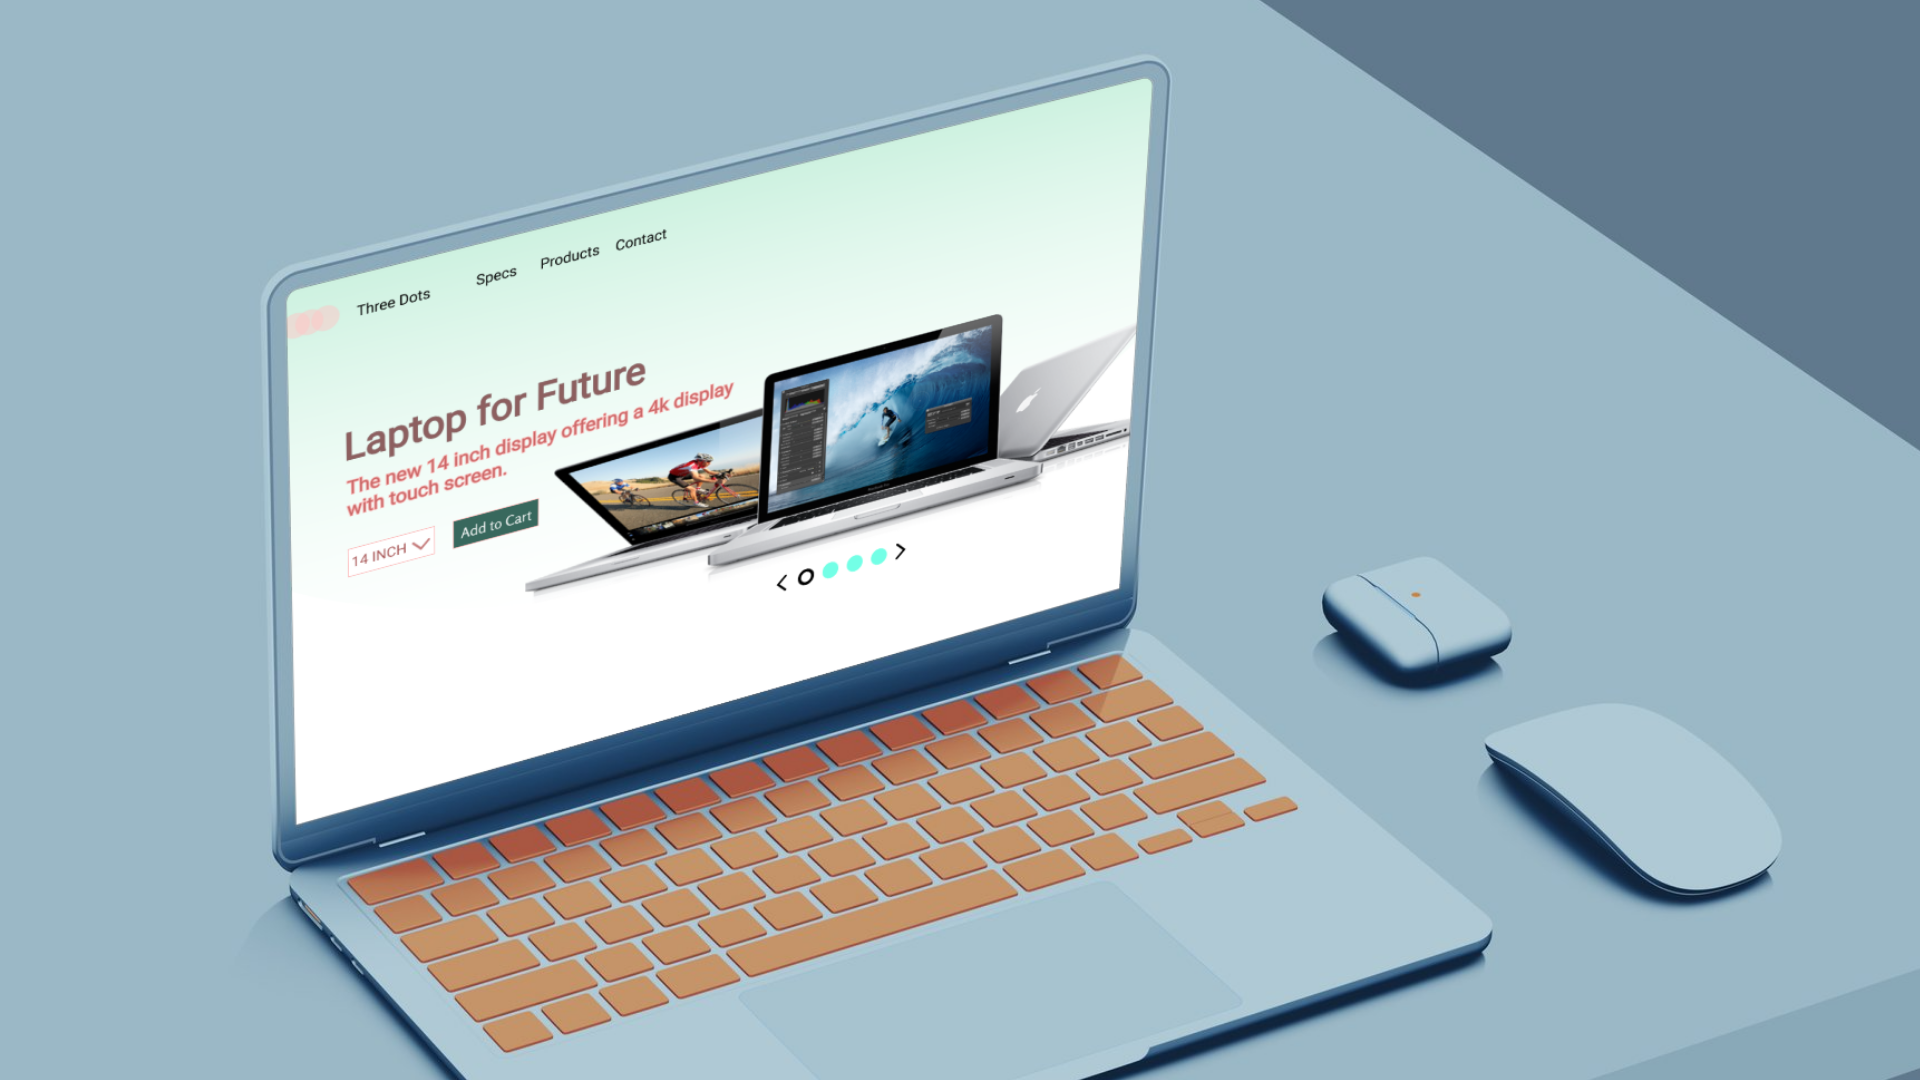 Three Dots
Specs
Products
Contact
Laptop for Future
The new 14 inch display offering a 4k display
with touch screen.
14 INCH
Add to Cart